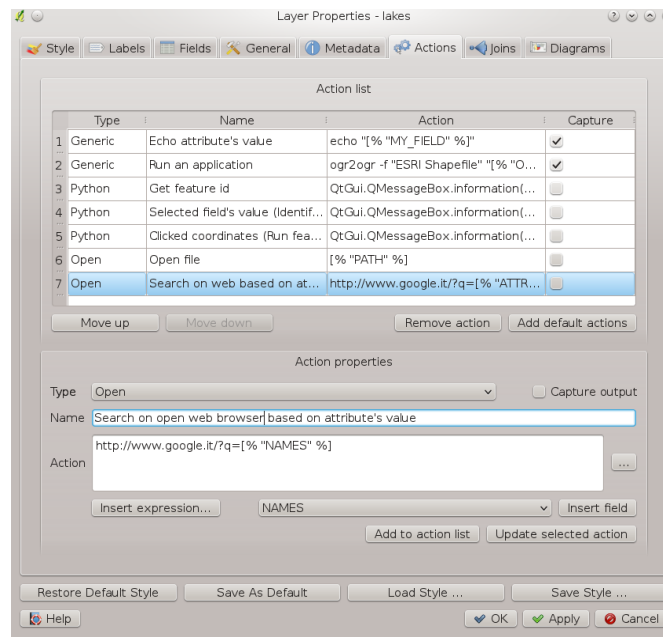 Layer Properties - lakes
Style Labels Fields General Metadata Actions Joins Diagrams
Action list
Type Name Action Capture
1 Generic Echo attribute's value echo "[% "MY_FIELD" %]"
2 Generic Run an application ogr2ogr -f "ESRI Shapefile" "[% "O...
3 Python Get feature id QtGui.QMessageBox.information(...
4 Python Selected field's value (Identif... QtGui.QMessageBox.information(...
5 Python Clicked coordinates (Run fea... QtGui.QMessageBox.information(...
6 Open Open file [% "PATH" %]
7 Open Search on web based on at... http://www.google.it/?q=[% "ATTR...
Move up Move down Remove action Add default actions
Action properties
Type Open Capture output
Name Search on open web browser based on attribute's value
http://www.google.it/?q=[% "NAMES" %]
Action ...
Insert expression... NAMES Insert field
Add to action list Update selected action
Restore Default Style Save As Default Load Style ... Save Style ...
Help OK Apply Cancel